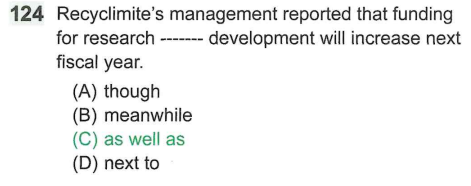 124 Recyclimite's management reported that funding
for research ------- development will increase next
fiscal year.
(A) though
(B) meanwhile
(C) as well as
(D) next to